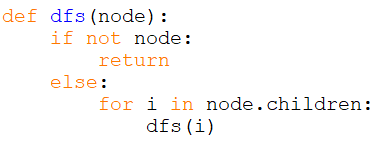 def dfs(node):
    if not node:
        return
    else:
        for i in node.children:
            dfs(i)